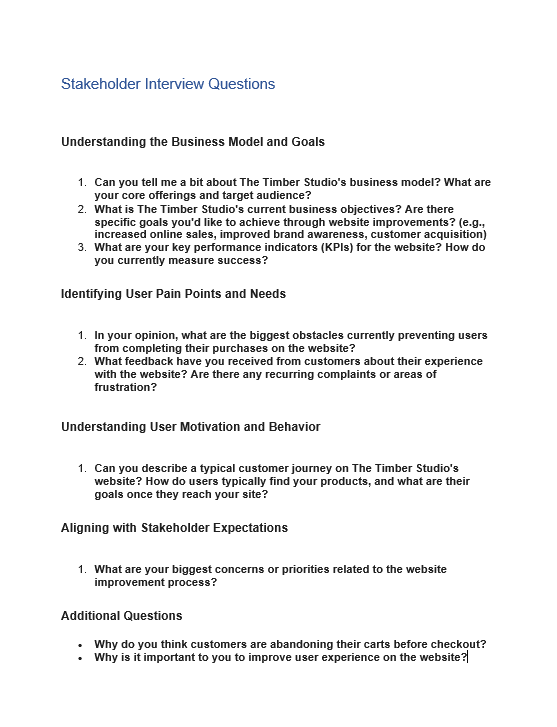 Stakeholder Interview Questions
Understanding the Business Model and Goals
1. Can you tell me a bit about The Timber Studio's business model? What are
your core offerings and target audience?
2. What is The Timber Studio's current business objectives? Are there
specific goals you'd like to achieve through website improvements? (e.g.,
increased online sales, improved brand awareness, customer acquisition)
3. What are your key performance indicators (KPIs) for the website? How do
you currently measure success?
Identifying User Pain Points and Needs
1. In your opinion, what are the biggest obstacles currently preventing users
from completing their purchases on the website?
2. What feedback have you received from customers about their experience
with the website? Are there any recurring complaints or areas of
frustration?
Understanding User Motivation and Behavior
1. Can you describe a typical customer journey on The Timber Studio's
website? How do users typically find your products, and what are their
goals once they reach your site?
Aligning with Stakeholder Expectations
1. What are your biggest concerns or priorities related to the website
improvement process?
Additional Questions
• Why do you think customers are abandoning their carts before checkout?
• Why is it important to you to improve user experience on the website?